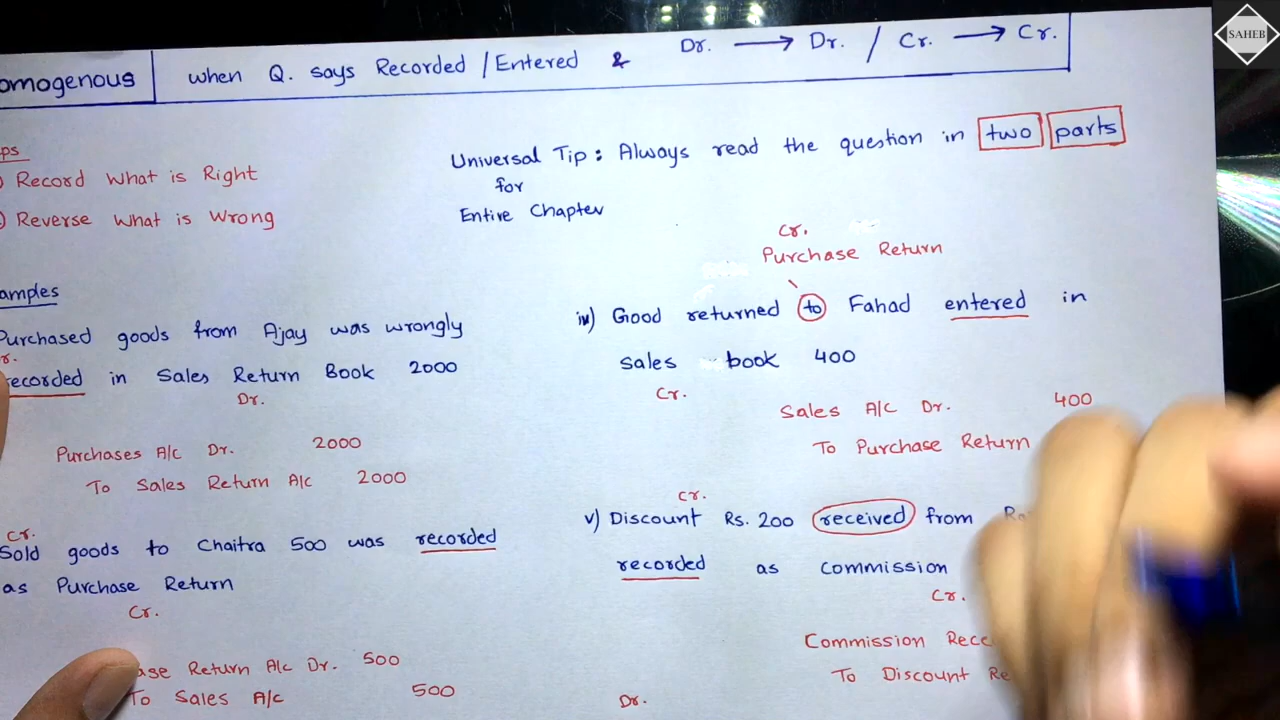 SAHEB
omogenous when Q. says Recorded / Entered & Dr. → Dr. / Cr. → Cr.
ps
Record What is Right
Reverse What is Wrong
Universal Tip : Always read the question in two parts
for
Entire Chapter
amples
Purchased goods from Ajay was wrongly
r.
recorded in Sales Return Book 2000
Dr.
Purchases A/c Dr. 2000
To Sales Return A/c 2000
Cr.
Sold goods to Chaitra 500 was recorded
as Purchase Return
Cr.
ase Return A/c Dr. 500
To Sales A/c 500
Cr.
Purchase Return
iv) Good returned to Fahad entered in
sales book 400
Cr.
Sales A/c Dr. 400
To Purchase Return
Cr.
v) Discount Rs. 200 received from
recorded as commission
Cr.
Commission Rece
To Discount Re
Dr.